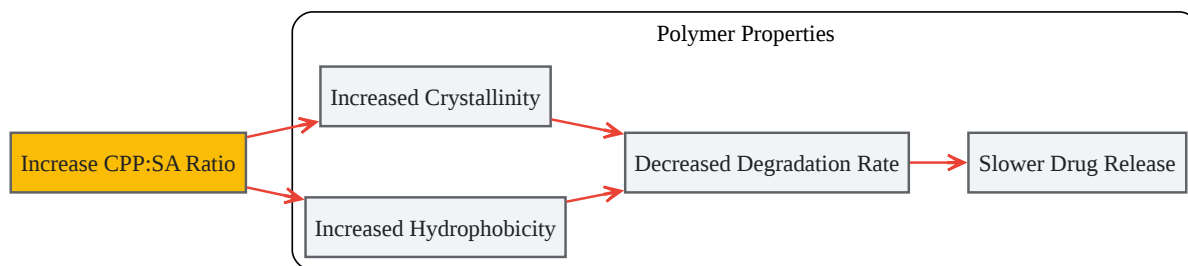 Polymer Properties
Increased Crystallinity
Increase CPP:SA Ratio
Decreased Degradation Rate
Slower Drug Release
Increased Hydrophobicity